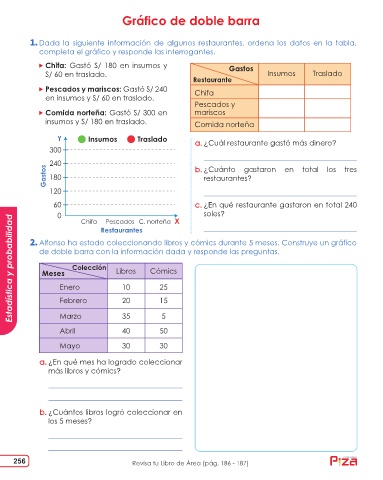 Gráfico de doble barra
1. Dada la siguiente información de algunos restaurantes, ordena los datos en la tabla,
completa el gráfico y responde las interrogantes.
Chifa: Gastó S/ 180 en insumos y
S/ 60 en traslado.
Pescados y mariscos: Gastó S/ 240
en insumos y S/ 60 en traslado.
Comida norteña: Gastó S/ 300 en
insumos y S/ 180 en traslado.
Gastos
Restaurante
Insumos Traslado
Chifa
Pescados y
mariscos
Comida norteña
Y Insumos Traslado
300
240
180
120
60
0
Gastos
Chifa Pescados C. norteña X
Restaurantes
a. ¿Cuál restaurante gastó más dinero?
b. ¿Cuánto gastaron en total los tres
restaurantes?
c. ¿En qué restaurante gastaron en total 240
soles?
2. Alfonso ha estado coleccionando libros y cómics durante 5 meses. Construye un gráfico
de doble barra con la información dada y responde las preguntas.
Colección
Meses
Libros Cómics
Enero 10 25
Febrero 20 15
Marzo 35 5
Abril 40 50
Mayo 30 30
a. ¿En qué mes ha logrado coleccionar
más libros y cómics?
b. ¿Cuántos libros logró coleccionar en
los 5 meses?
Estadística y probabilidad
256
Revisa tu Libro de Área (pág. 186 - 187)